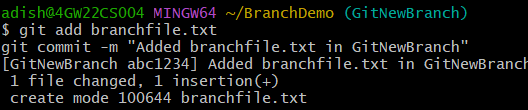 adish@4GW22CS004 MINGW64 ~/BranchDemo (GitNewBranch)
$ git add branchfile.txt
git commit -m "Added branchfile.txt in GitNewBranch"
[GitNewBranch abc1234] Added branchfile.txt in GitNewBranch
1 file changed, 1 insertion(+)
create mode 100644 branchfile.txt